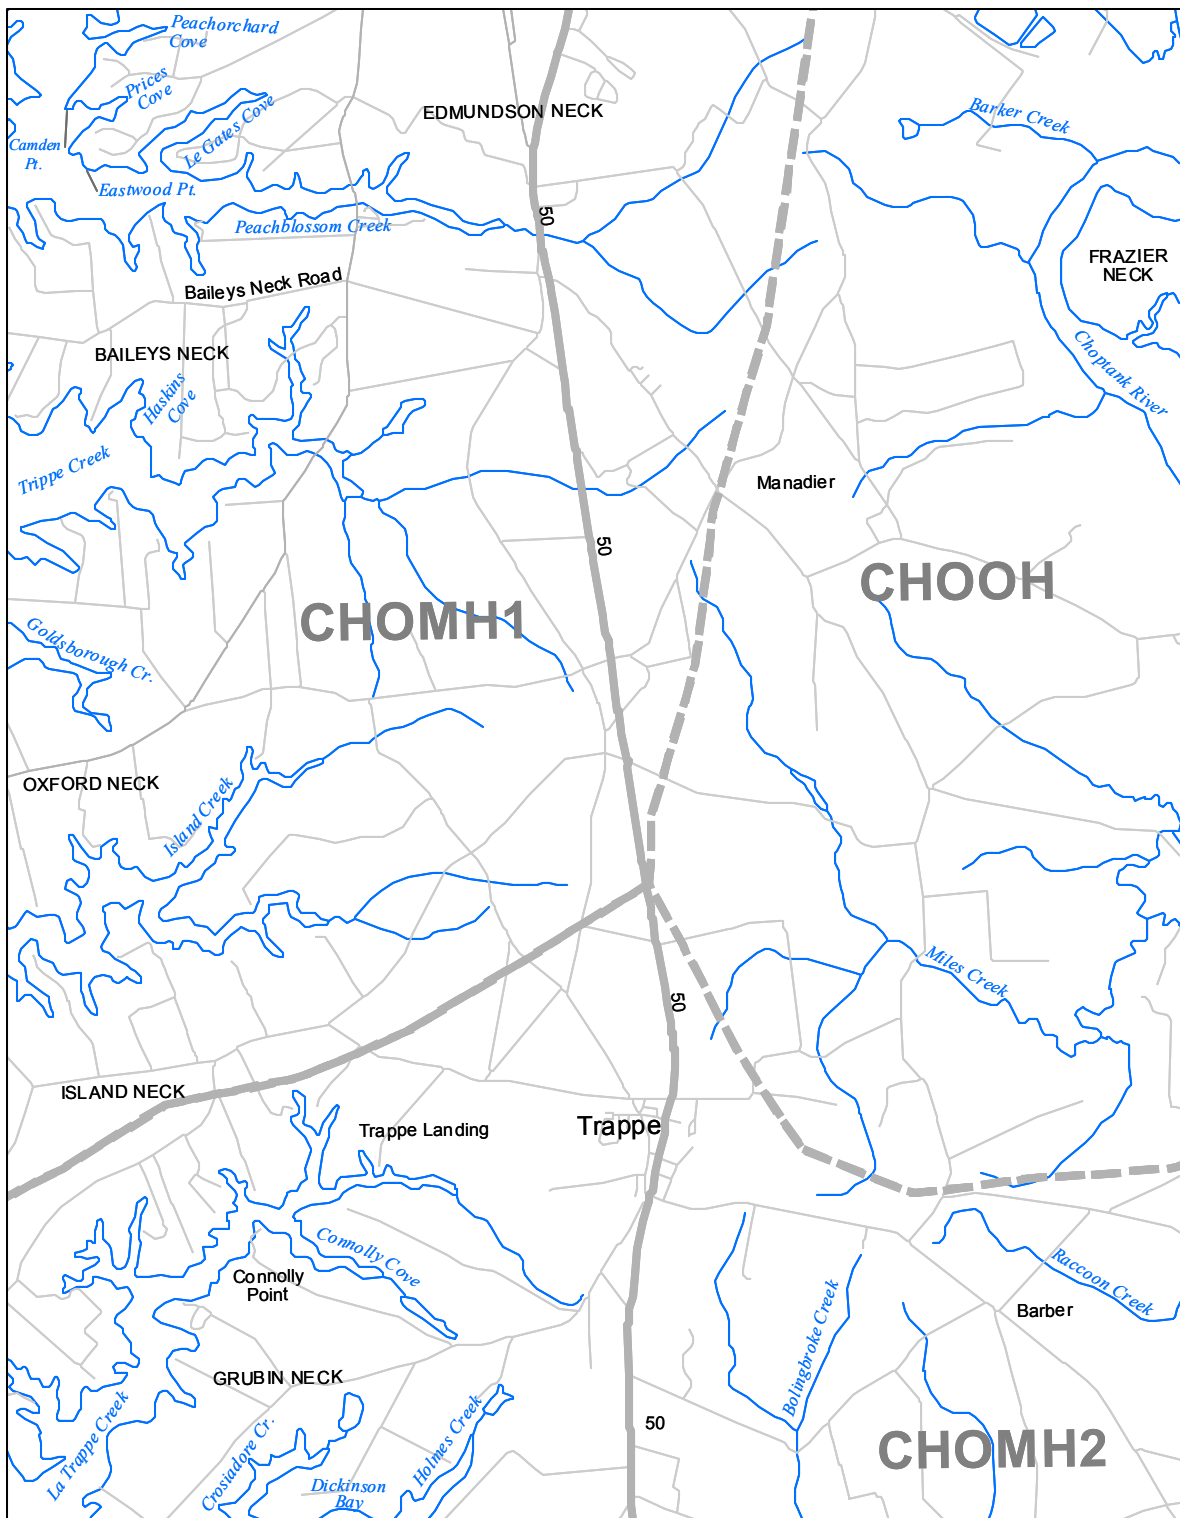 Peachorchard
Cove
Prices
Cove
Le Gates Cove
EDMUNDSON NECK
Barker Creek
Camden
Pt.
Eastwood Pt.
Peachblossom Creek
50
FRAZIER
NECK
Baileys Neck Road
BAILEYS NECK
Haskins
Cove
Choptank River
Trippe Creek
Manadier
50
CHOOH
CHOMH1
Goldsborough Cr.
OXFORD NECK
Island Creek
Miles Creek
50
ISLAND NECK
Trappe Landing
Trappe
Connolly Cove
Connolly
Point
Raccoon Creek
Barber
Bolingbroke Creek
GRUBIN NECK
La Trappe Creek
Crosiadore Cr.
Holmes Creek
50
CHOMH2
Dickinson
Bay